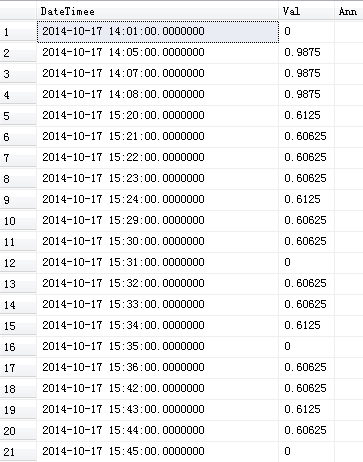 DateTimee Val Ann
1 2014-10-17 14:01:00.0000000 0
2 2014-10-17 14:05:00.0000000 0.9875
3 2014-10-17 14:07:00.0000000 0.9875
4 2014-10-17 14:08:00.0000000 0.9875
5 2014-10-17 15:20:00.0000000 0.6125
6 2014-10-17 15:21:00.0000000 0.60625
7 2014-10-17 15:22:00.0000000 0.60625
8 2014-10-17 15:23:00.0000000 0.60625
9 2014-10-17 15:24:00.0000000 0.6125
10 2014-10-17 15:29:00.0000000 0.60625
11 2014-10-17 15:30:00.0000000 0.60625
12 2014-10-17 15:31:00.0000000 0
13 2014-10-17 15:32:00.0000000 0.60625
14 2014-10-17 15:33:00.0000000 0.60625
15 2014-10-17 15:34:00.0000000 0.6125
16 2014-10-17 15:35:00.0000000 0
17 2014-10-17 15:36:00.0000000 0.60625
18 2014-10-17 15:42:00.0000000 0.60625
19 2014-10-17 15:43:00.0000000 0.6125
20 2014-10-17 15:44:00.0000000 0.60625
21 2014-10-17 15:45:00.0000000 0